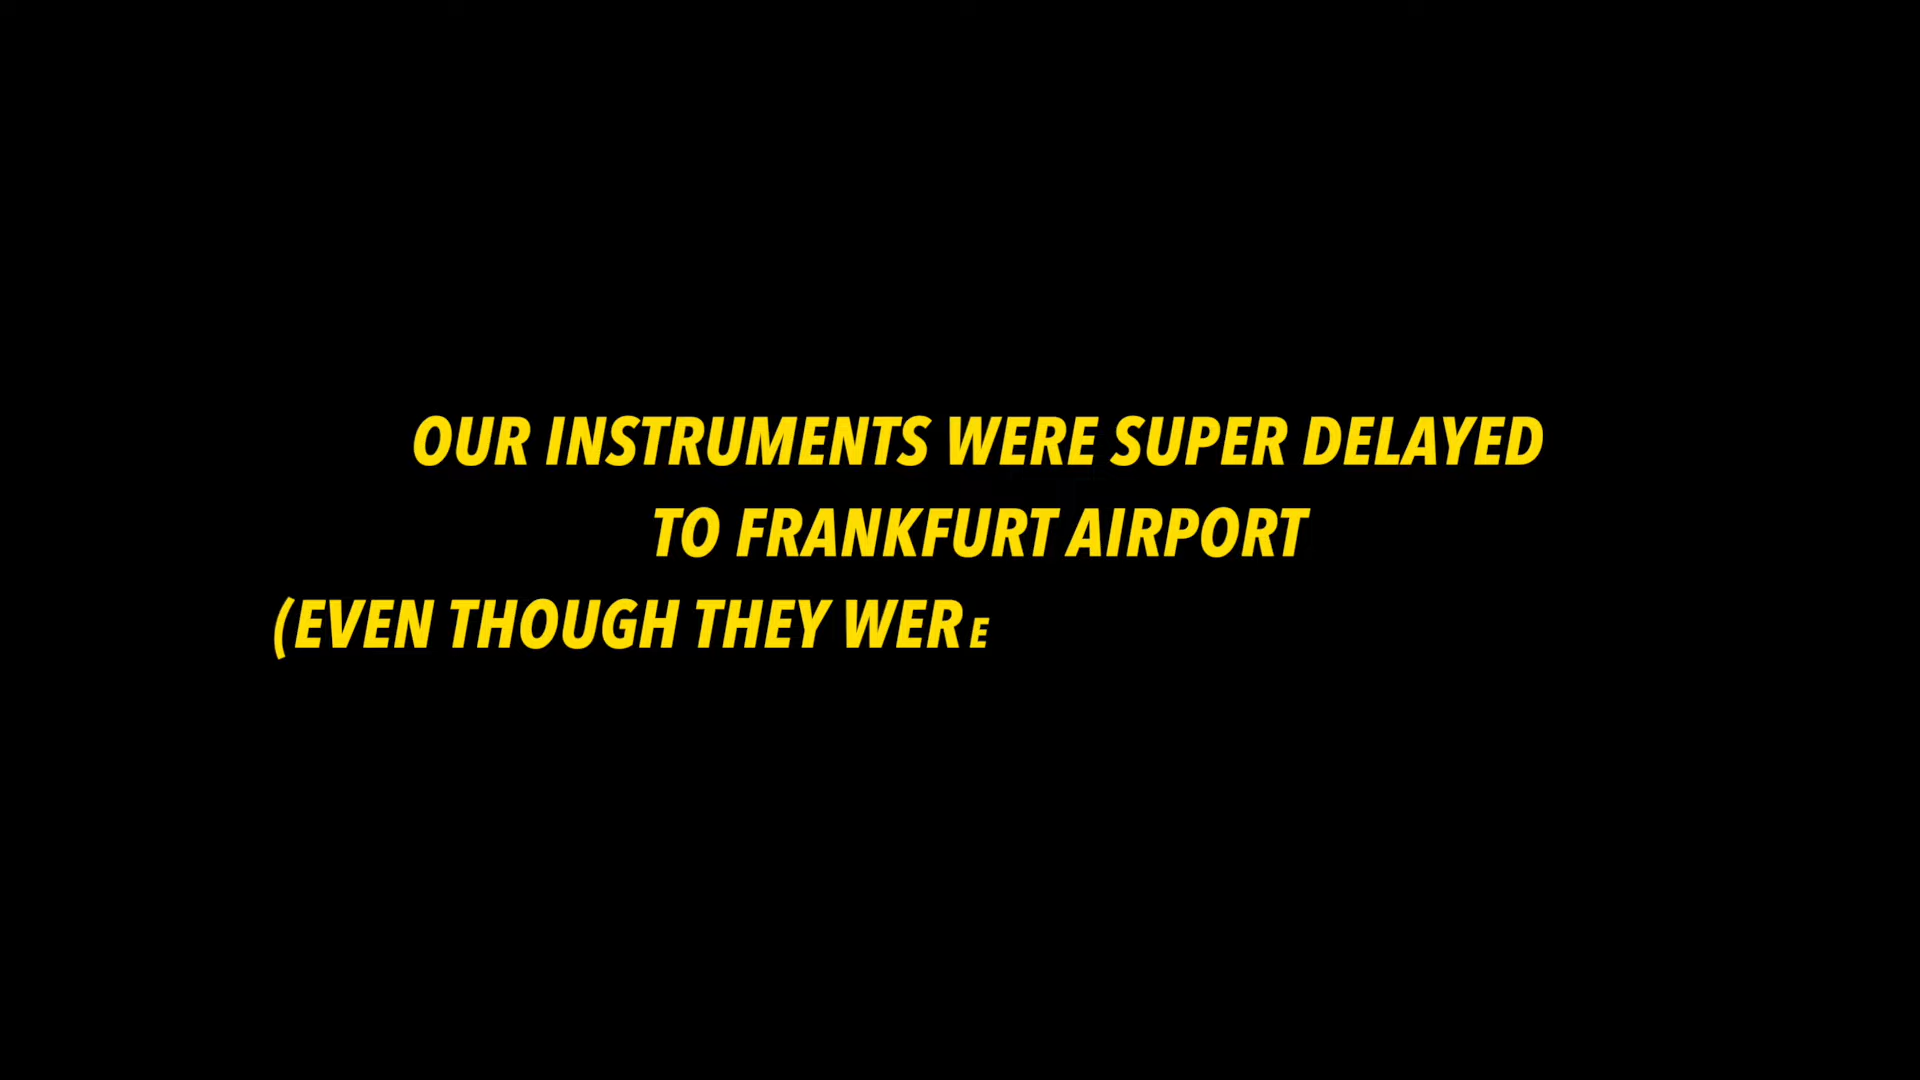 OUR INSTRUMENTS WERE SUPER DELAYED
TO FRANKFURT AIRPORT
(EVEN THOUGH THEY WERE